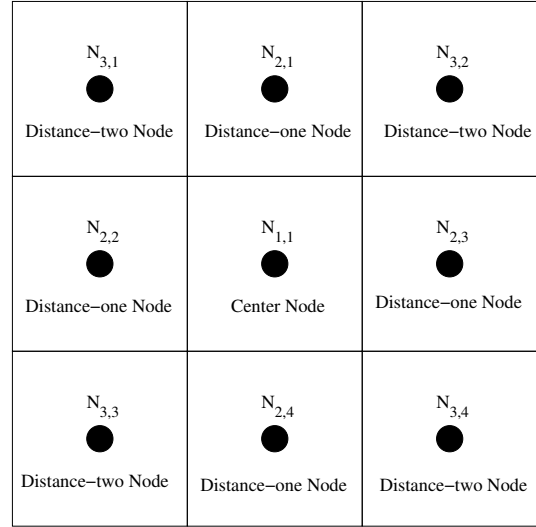 N3,1
N2,1
N3,2
Distance−two Node
Distance−one Node
Distance−two Node
N2,2
N1,1
N2,3
Distance−one Node
Center Node
Distance−one Node
N3,3
N2,4
N3,4
Distance−two Node
Distance−one Node
Distance−two Node